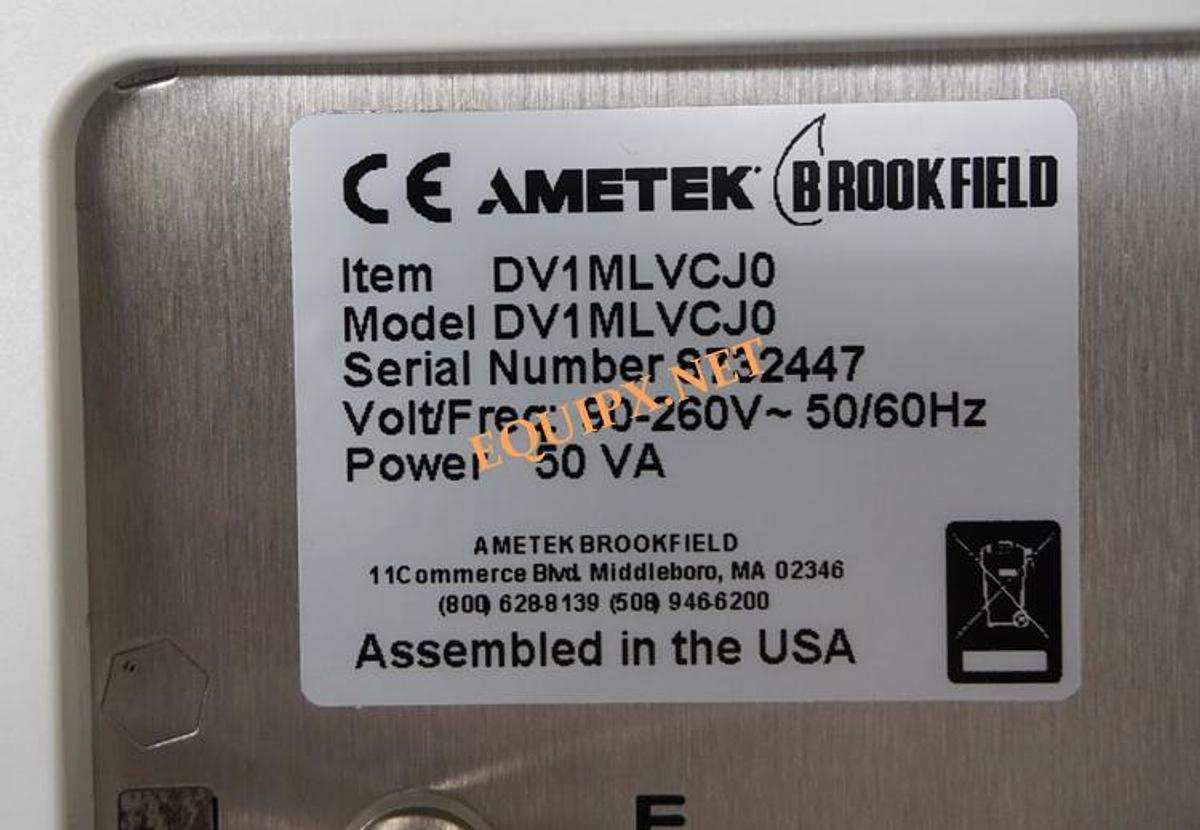 CE AMETEK BROOKFIELD
Item DV1MLVCJ0
Model DV1MLVCJ0
Serial Number 8732447
Volt/Freq: 90-260V~ 50/60Hz
Power 50 VA
EQUIPX.NET
AMETEK BROOKFIELD
11Commerce Blvd. Middleboro, MA 02346
(800) 628-8139 (508) 946-6200
Assembled in the USA